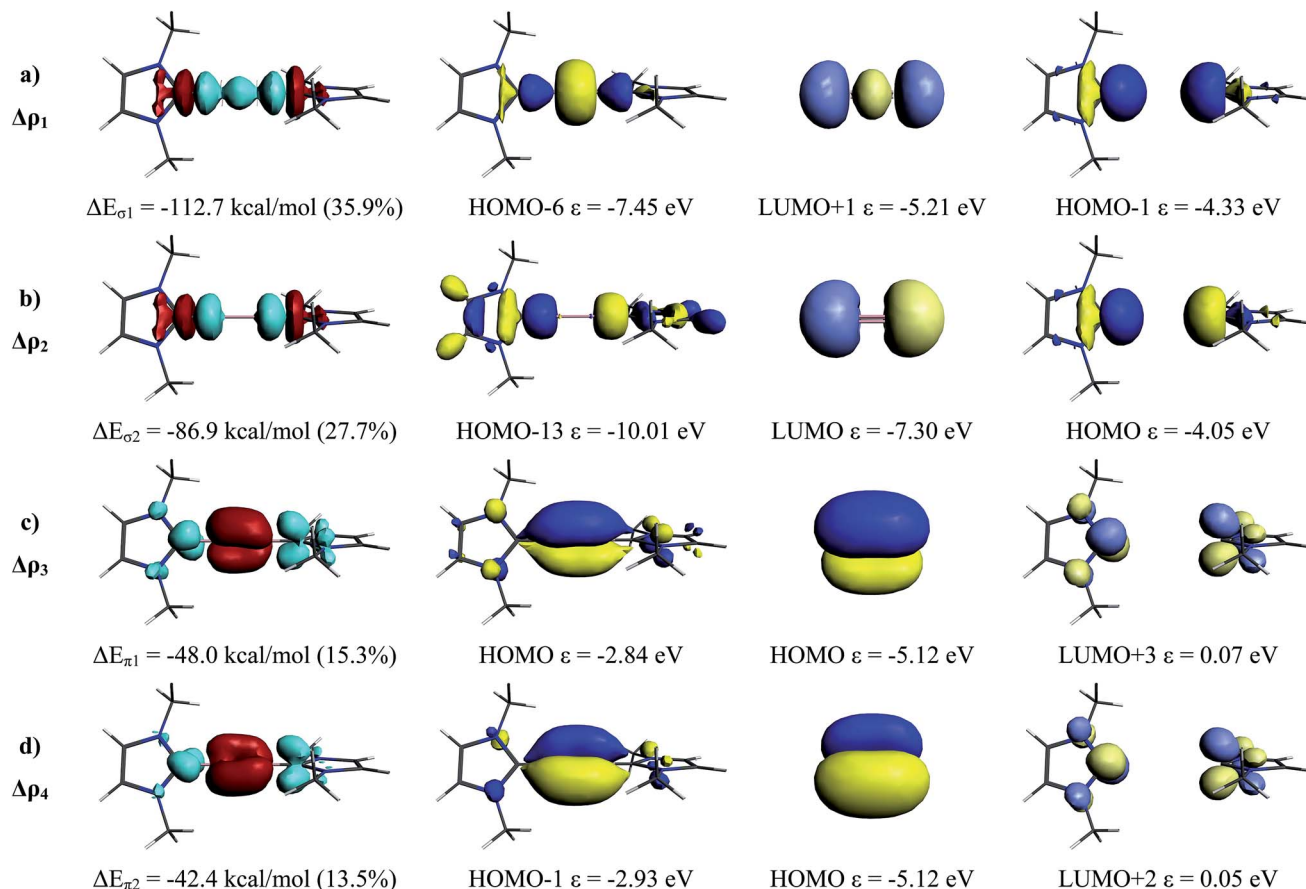 a)
Δρ₁
ΔE_σ1 = -112.7 kcal/mol (35.9%) HOMO-6 ε = -7.45 eV LUMO+1 ε = -5.21 eV HOMO-1 ε = -4.33 eV
b)
Δρ₂
ΔE_σ2 = -86.9 kcal/mol (27.7%) HOMO-13 ε = -10.01 eV LUMO ε = -7.30 eV HOMO ε = -4.05 eV
c)
Δρ₃
ΔE_π1 = -48.0 kcal/mol (15.3%) HOMO ε = -2.84 eV HOMO ε = -5.12 eV LUMO+3 ε = 0.07 eV
d)
Δρ₄
ΔE_π2 = -42.4 kcal/mol (13.5%) HOMO-1 ε = -2.93 eV HOMO ε = -5.12 eV LUMO+2 ε = 0.05 eV